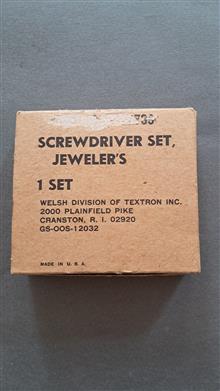 SCREWDRIVER SET,
JEWELER'S
1 SET
WELSH DIVISION OF TEXTRON INC.
2000 PLAINFIELD PIKE
CRANSTON, R. I. 02920
GS-OOS-12032
MADE IN U. S. A.